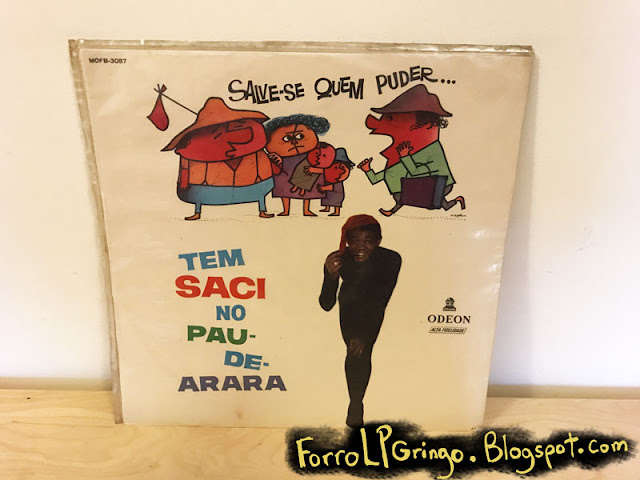 MOFB-3087
SALVE-SE QUEM PUDER...
TEM
SACI
NO
PAU-
DE-
ARARA
ODEON
ALTA FIDELIDADE
ForroLPGringo.Blogspot.com